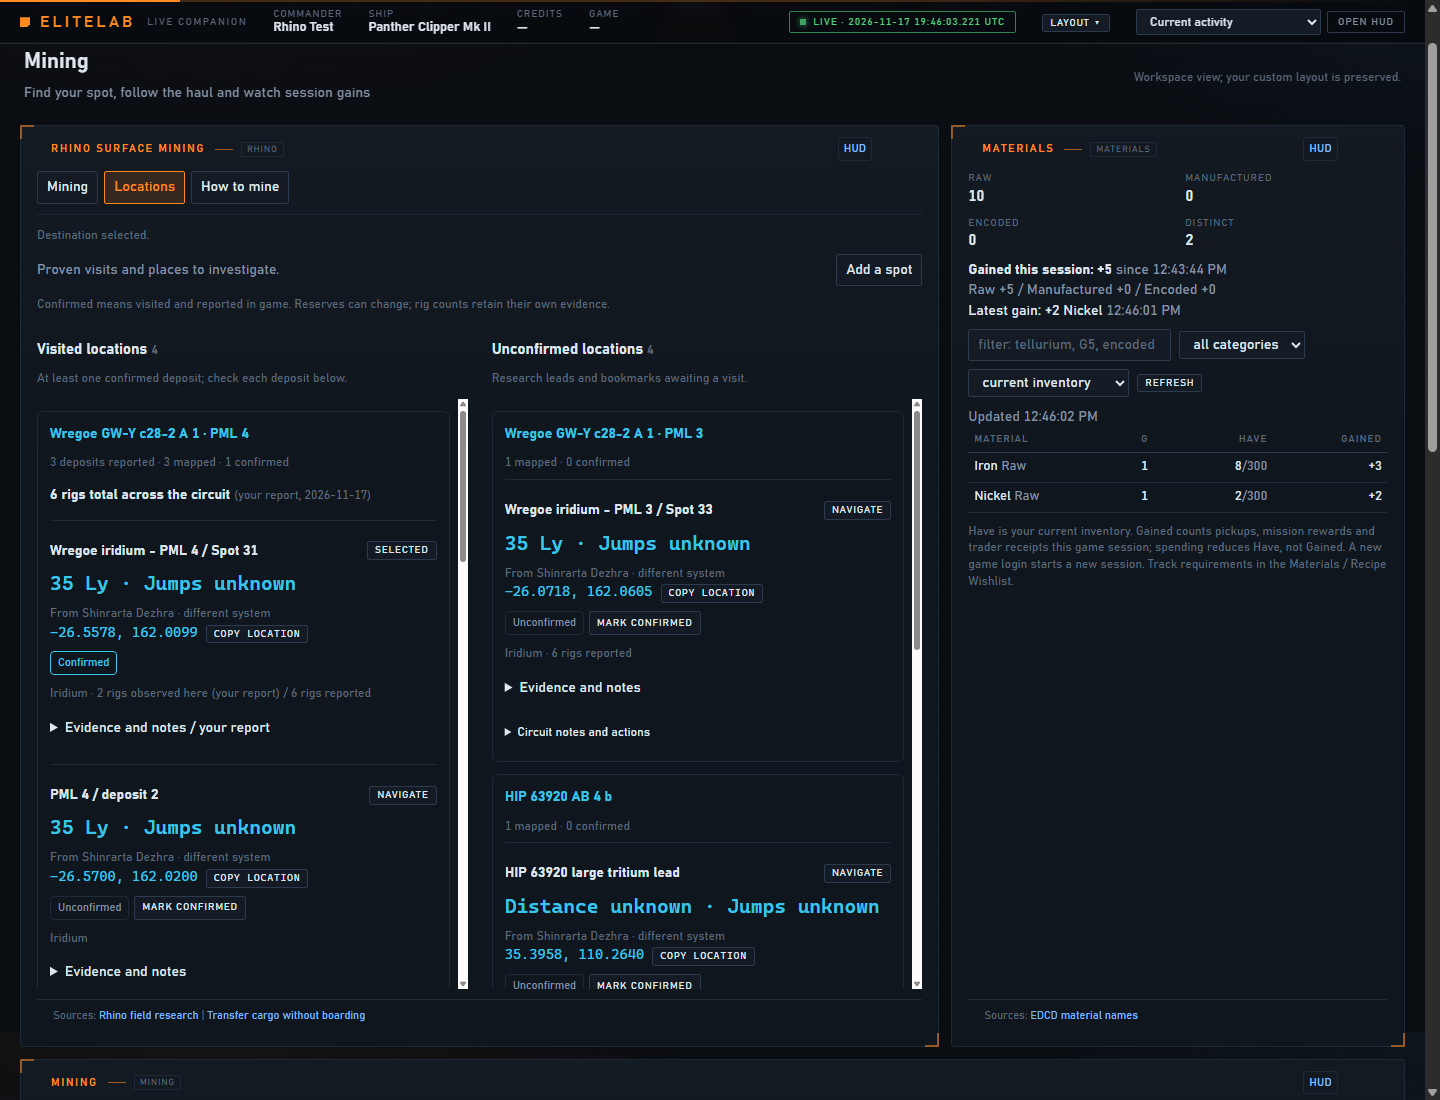 ELITELAB LIVE COMPANION
COMMANDER
Rhino Test
SHIP
Panther Clipper Mk II
CREDITS
—
GAME
—
LIVE · 2026-11-17 19:46:03.221 UTC
LAYOUT ▾
Current activity
OPEN HUD
Mining
Find your spot, follow the haul and watch session gains
Workspace view; your custom layout is preserved.
RHINO SURFACE MINING — RHINO
HUD
Mining
Locations
How to mine
Destination selected.
Proven visits and places to investigate.
Add a spot
Confirmed means visited and reported in game. Reserves can change; rig counts retain their own evidence.
Visited locations 4
At least one confirmed deposit; check each deposit below.
Wregoe GW-Y c28-2 A 1 · PML 4
3 deposits reported · 3 mapped · 1 confirmed
6 rigs total across the circuit (your report, 2026-11-17)
Wregoe iridium - PML 4 / Spot 31
SELECTED
35 Ly · Jumps unknown
From Shinrarta Dezhra · different system
-26.5578, 162.0099 COPY LOCATION
Confirmed
Iridium · 2 rigs observed here (your report) / 6 rigs reported
▶ Evidence and notes / your report
PML 4 / deposit 2
NAVIGATE
35 Ly · Jumps unknown
From Shinrarta Dezhra · different system
-26.5700, 162.0200 COPY LOCATION
Unconfirmed MARK CONFIRMED
Iridium
▶ Evidence and notes
Unconfirmed locations 4
Research leads and bookmarks awaiting a visit.
Wregoe GW-Y c28-2 A 1 · PML 3
1 mapped · 0 confirmed
Wregoe iridium - PML 3 / Spot 33
NAVIGATE
35 Ly · Jumps unknown
From Shinrarta Dezhra · different system
-26.0718, 162.0605 COPY LOCATION
Unconfirmed MARK CONFIRMED
Iridium · 6 rigs reported
▶ Evidence and notes
▶ Circuit notes and actions
HIP 63920 AB 4 b
1 mapped · 0 confirmed
HIP 63920 large tritium lead
NAVIGATE
Distance unknown · Jumps unknown
From Shinrarta Dezhra · different system
35.3958, 110.2640 COPY LOCATION
Unconfirmed MARK CONFIRMED
Sources: Rhino field research | Transfer cargo without boarding
MATERIALS — MATERIALS
HUD
RAW
10
MANUFACTURED
0
ENCODED
0
DISTINCT
2
Gained this session: +5 since 12:43:44 PM
Raw +5 / Manufactured +0 / Encoded +0
Latest gain: +2 Nickel 12:46:01 PM
filter: tellurium, G5, encoded
all categories
current inventory
REFRESH
Updated 12:46:02 PM
MATERIAL G HAVE GAINED
Iron Raw 1 8/300 +3
Nickel Raw 1 2/300 +2
Have is your current inventory. Gained counts pickups, mission rewards and
trader receipts this game session; spending reduces Have, not Gained. A new
game login starts a new session. Track requirements in the Materials / Recipe
Wishlist.
Sources: EDCD material names
MINING — MINING
HUD